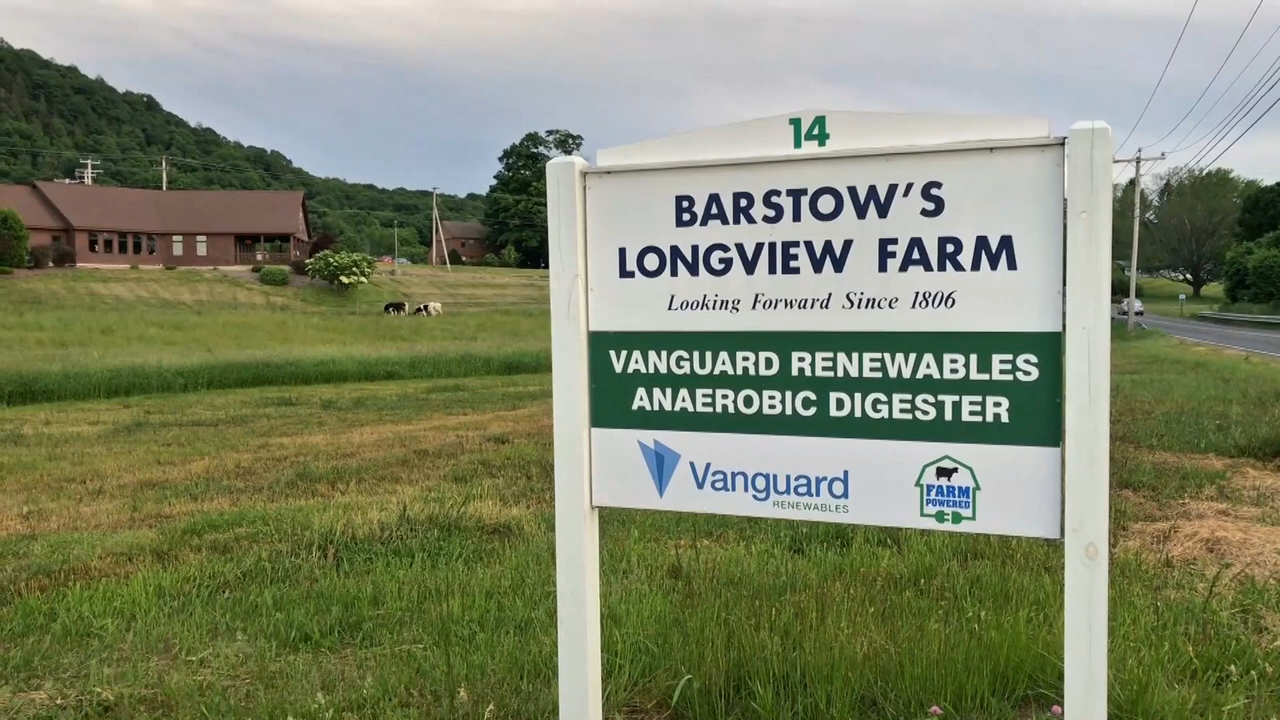 14
BARSTOW'S
LONGVIEW FARM
Looking Forward Since 1806
VANGUARD RENEWABLES
ANAEROBIC DIGESTER
Vanguard
RENEWABLES
FARM
POWERED